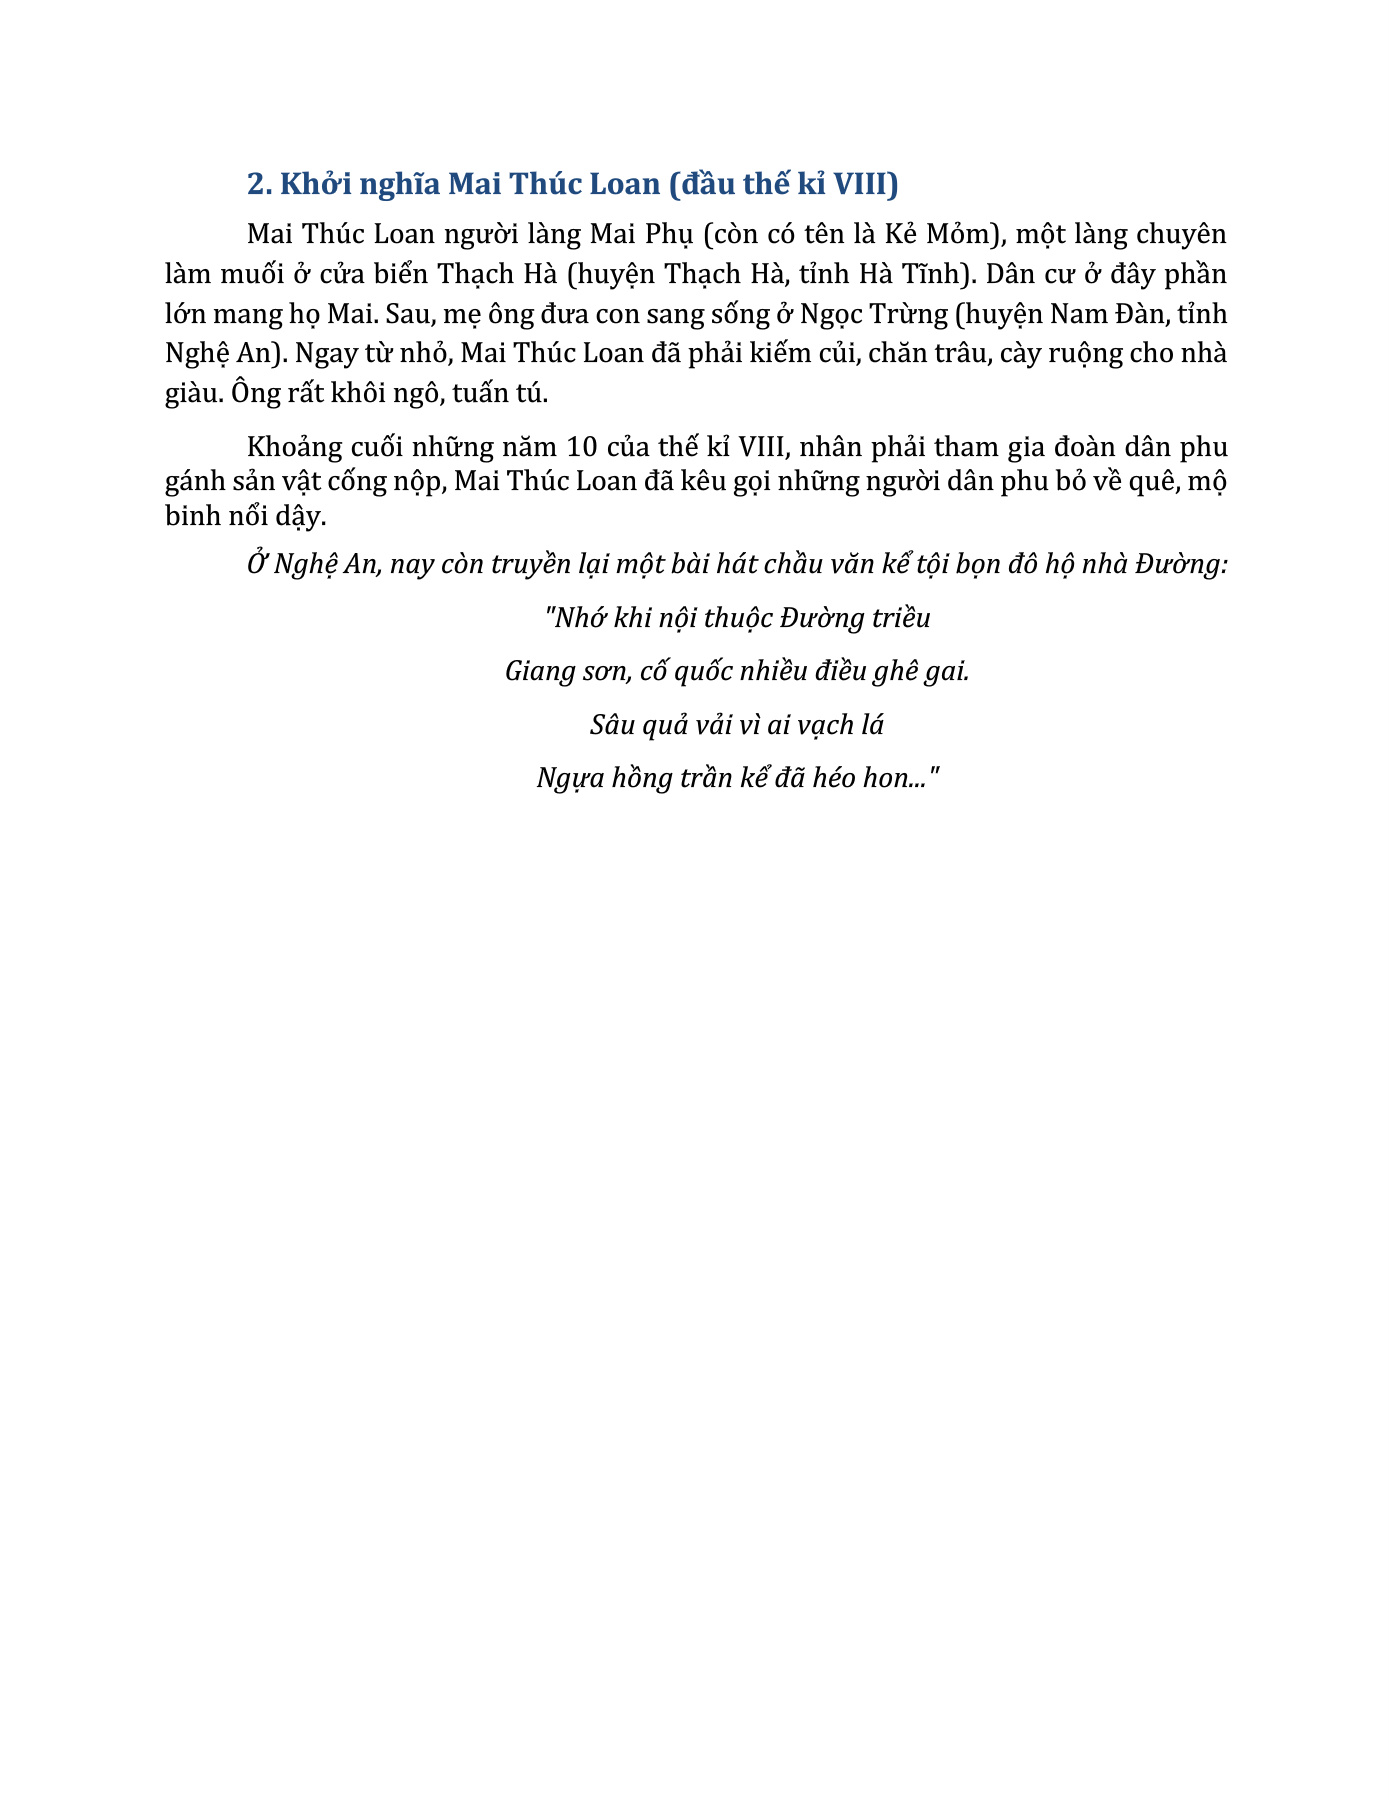 2. Khởi nghĩa Mai Thúc Loan (đầu thế kỉ VIII)
Mai Thúc Loan người làng Mai Phụ (còn có tên là Kẻ Mỏm), một làng chuyên
làm muối ở cửa biển Thạch Hà (huyện Thạch Hà, tỉnh Hà Tĩnh). Dân cư ở đây phần
lớn mang họ Mai. Sau, mẹ ông đưa con sang sống ở Ngọc Trừng (huyện Nam Đàn, tỉnh
Nghệ An). Ngay từ nhỏ, Mai Thúc Loan đã phải kiếm củi, chăn trâu, cày ruộng cho nhà
giàu. Ông rất khôi ngô, tuấn tú.
Khoảng cuối những năm 10 của thế kỉ VIII, nhân phải tham gia đoàn dân phu
gánh sản vật cống nộp, Mai Thúc Loan đã kêu gọi những người dân phu bỏ về quê, mộ
binh nổi dậy.
Ở Nghệ An, nay còn truyền lại một bài hát chầu văn kể tội bọn đô hộ nhà Đường:
"Nhớ khi nội thuộc Đường triều
Giang sơn, cố quốc nhiều điều ghê gai.
Sâu quả vải vì ai vạch lá
Ngựa hồng trần kể đã héo hon..."